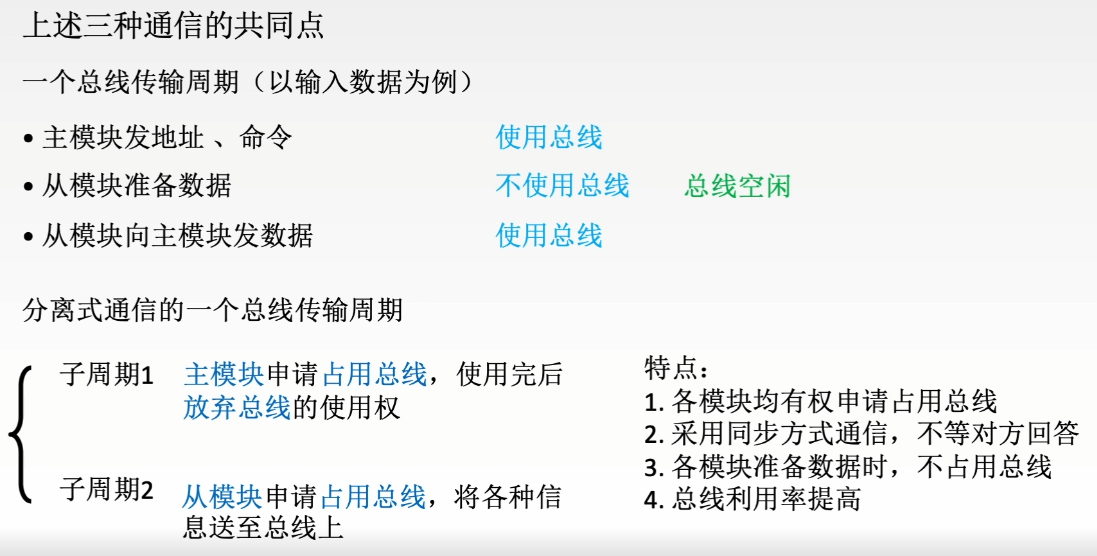 上述三种通信的共同点
一个总线传输周期（以输入数据为例）
• 主模块发地址 、命令 使用总线
• 从模块准备数据 不使用总线 总线空闲
• 从模块向主模块发数据 使用总线
分离式通信的一个总线传输周期
子周期1 主模块申请占用总线，使用完后
放弃总线的使用权
子周期2 从模块申请占用总线，将各种信
息送至总线上
特点：
1. 各模块均有权申请占用总线
2. 采用同步方式通信，不等对方回答
3. 各模块准备数据时，不占用总线
4. 总线利用率提高